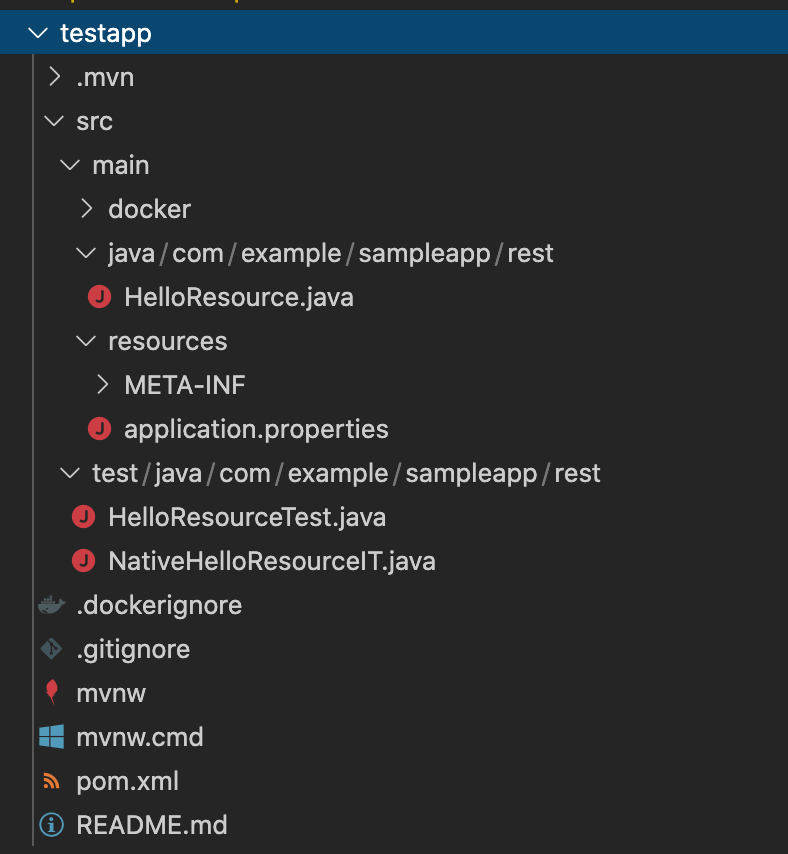 testapp
.mvn
src
main
docker
java/com/example/sampleapp/rest
HelloResource.java
resources
META-INF
application.properties
test/java/com/example/sampleapp/rest
HelloResourceTest.java
NativeHelloResourceIT.java
.dockerignore
.gitignore
mvnw
mvnw.cmd
pom.xml
README.md